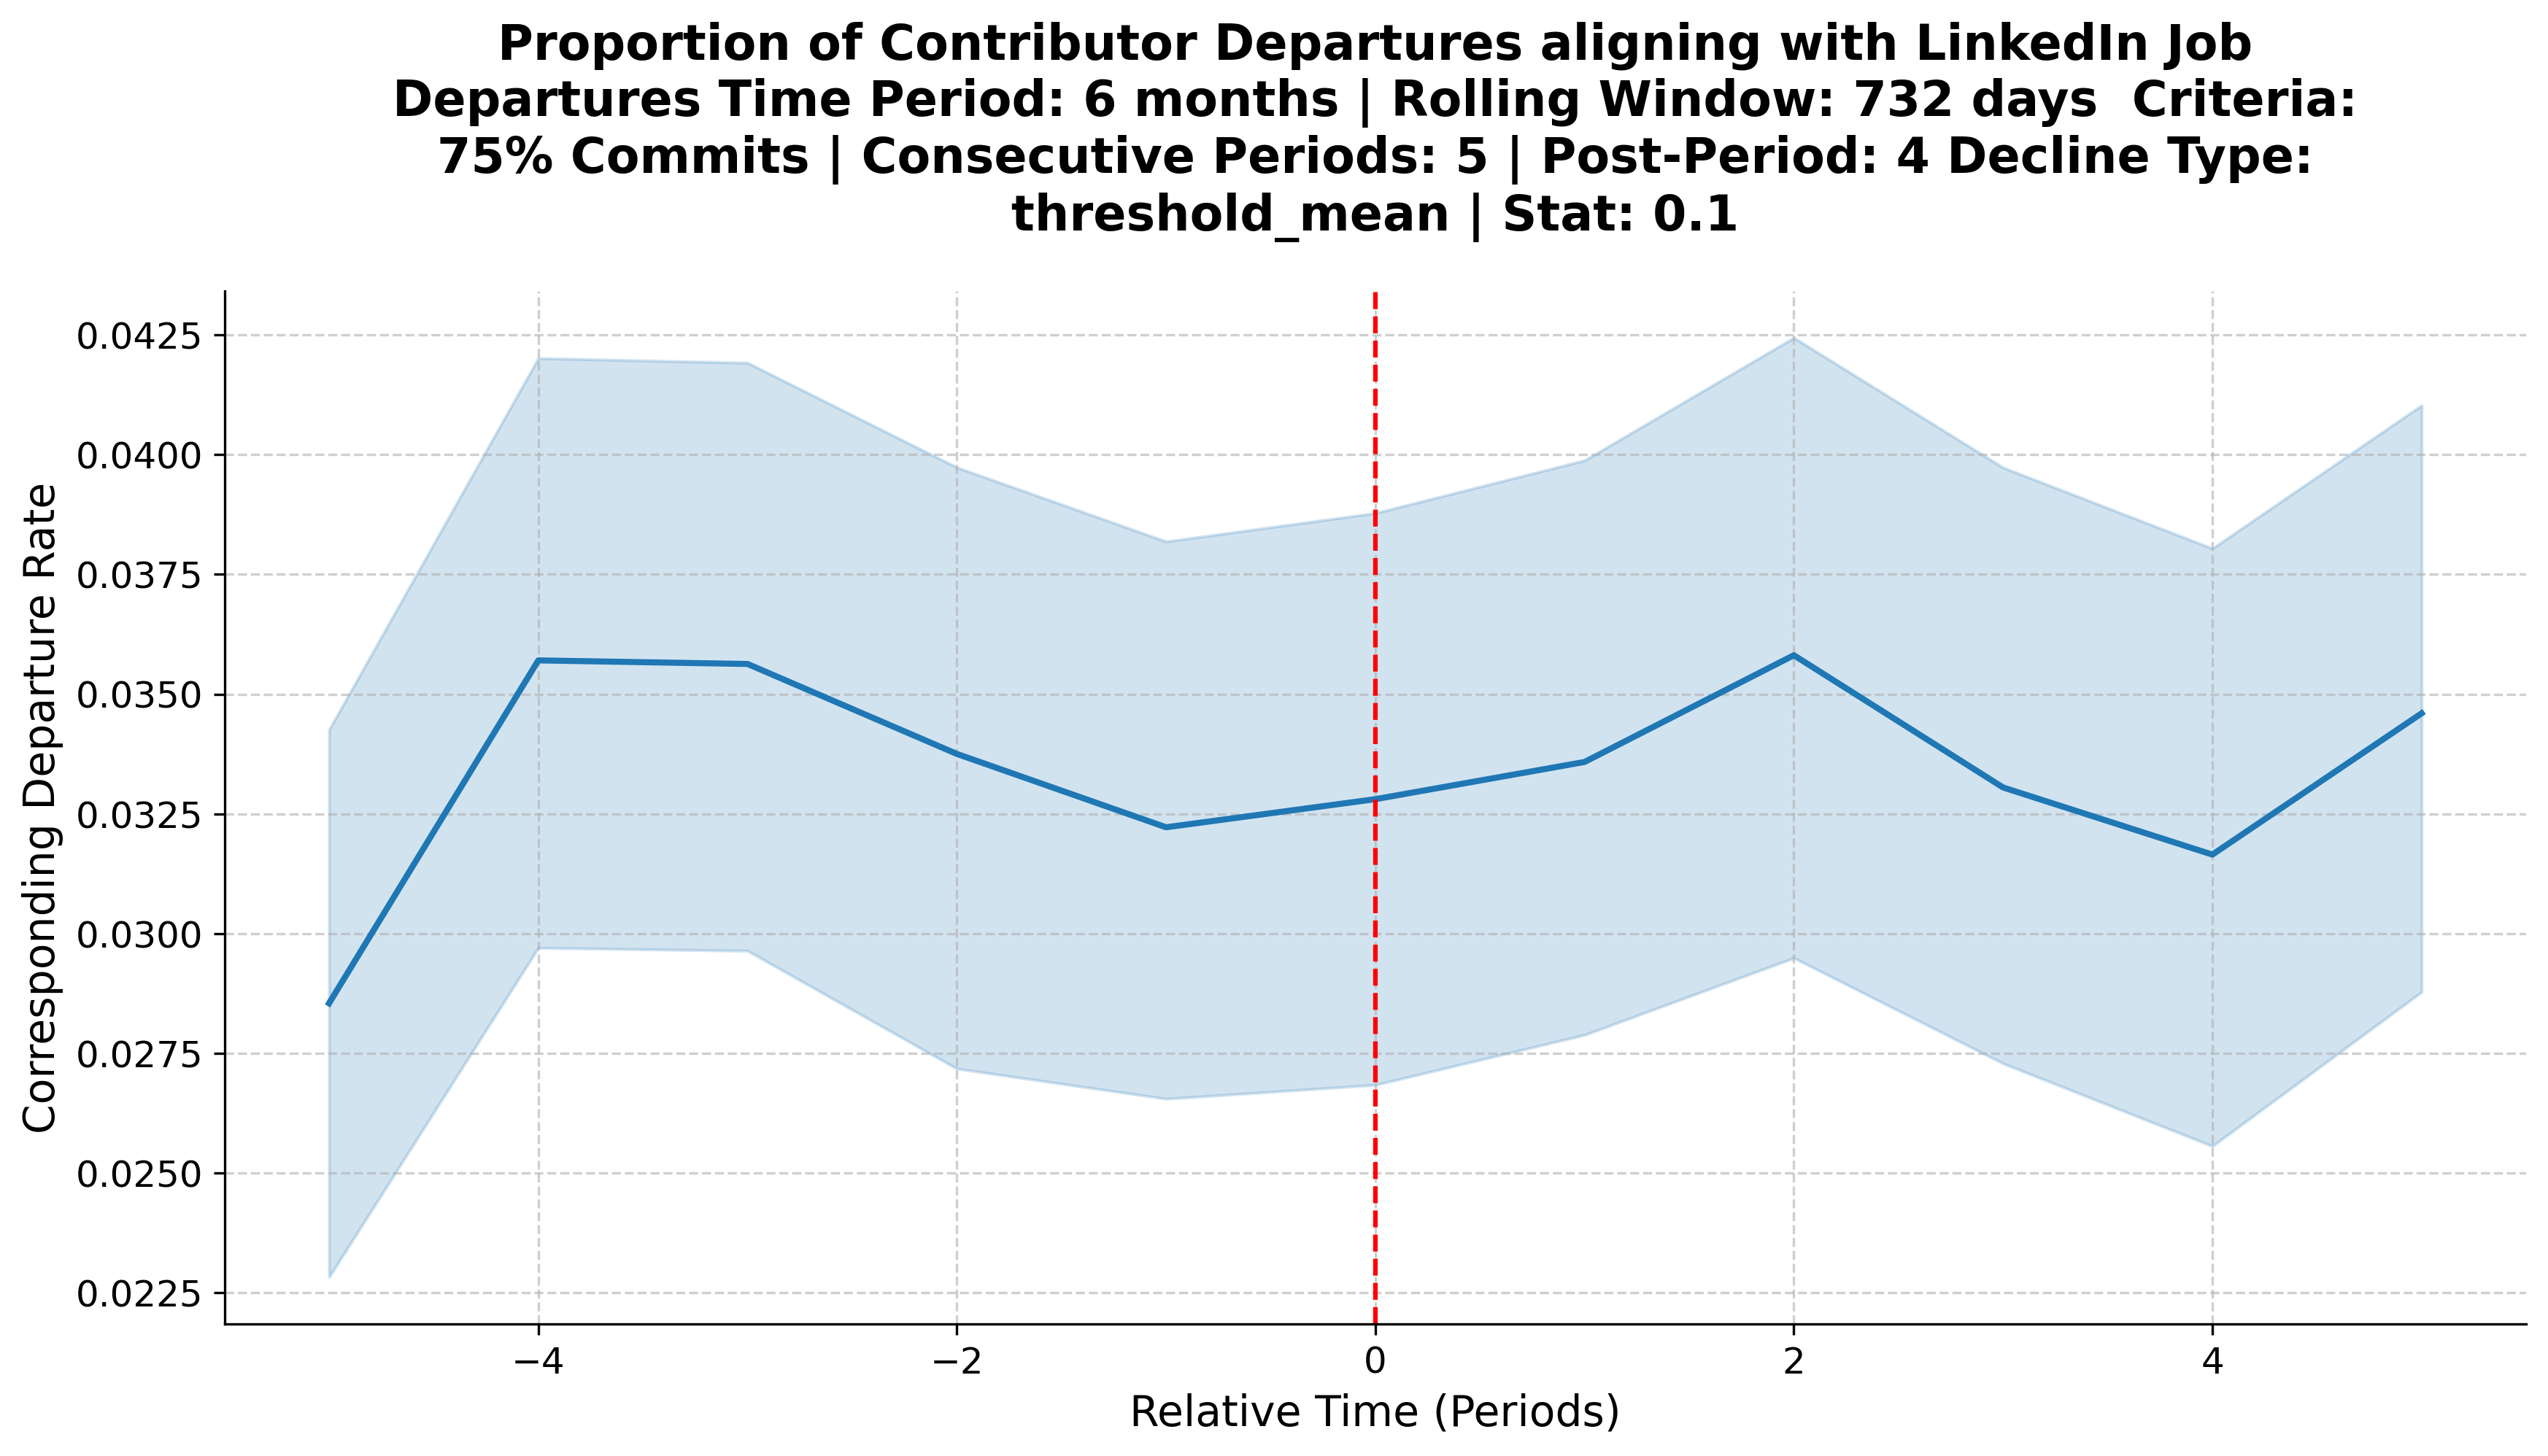 Proportion of Contributor Departures aligning with LinkedIn Job
Departures Time Period: 6 months | Rolling Window: 732 days  Criteria:
75% Commits | Consecutive Periods: 5 | Post-Period: 4 Decline Type:
threshold_mean | Stat: 0.1
Corresponding Departure Rate
0.0425
0.0400
0.0375
0.0350
0.0325
0.0300
0.0275
0.0250
0.0225
−4
−2
0
2
4
Relative Time (Periods)